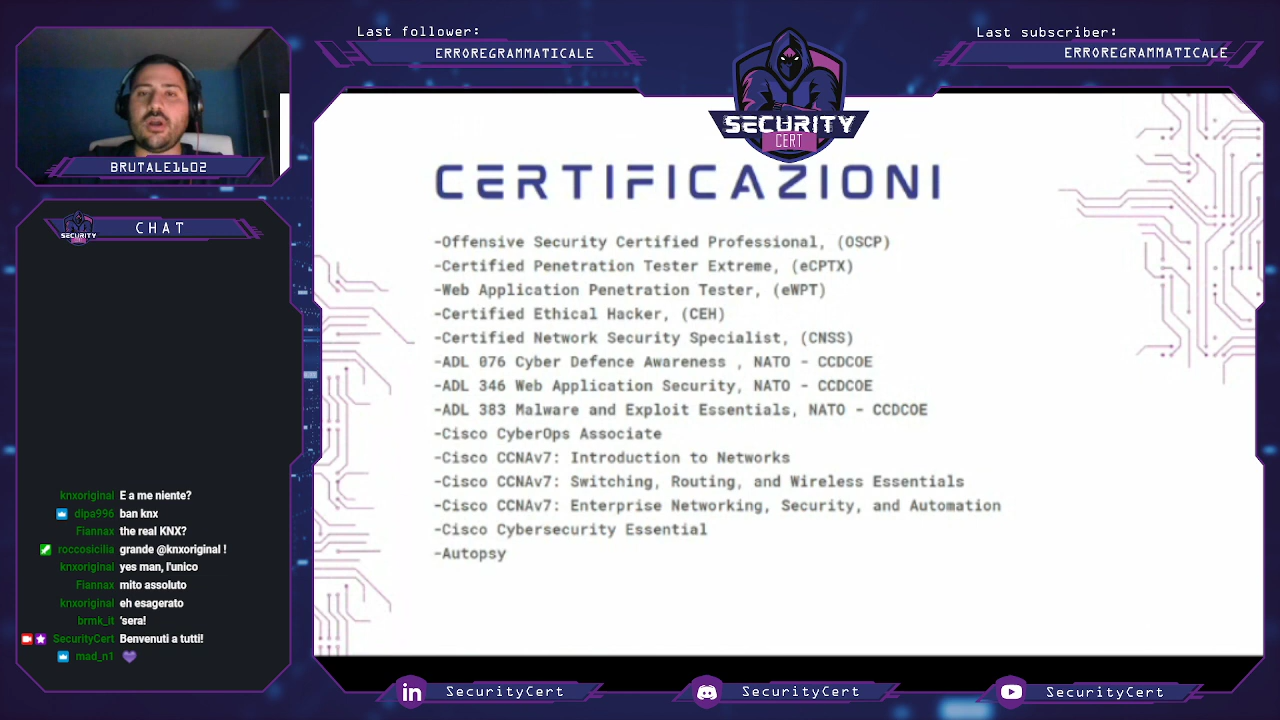 Last follower:
ERROREGRAMMATICALE
Last subscriber:
ERROREGRAMMATICALE
SECURITY
CERT
BRUTALE1602
SECURITY
CHAT
CERTIFICAZIONI
-Offensive Security Certified Professional, (OSCP)
-Certified Penetration Tester Extreme, (eCPTX)
-Web Application Penetration Tester, (eWPT)
-Certified Ethical Hacker, (CEH)
-Certified Network Security Specialist, (CNSS)
-ADL 076 Cyber Defence Awareness , NATO - CCDCOE
-ADL 346 Web Application Security, NATO - CCDCOE
-ADL 383 Malware and Exploit Essentials, NATO - CCDCOE
-Cisco CyberOps Associate
-Cisco CCNAv7: Introduction to Networks
-Cisco CCNAv7: Switching, Routing, and Wireless Essentials
-Cisco CCNAv7: Enterprise Networking, Security, and Automation
-Cisco Cybersecurity Essential
-Autopsy
knxoriginal E a me niente?
dipa996 ban knx
Fiannax the real KNX?
roccosicilia grande @knxoriginal !
knxoriginal yes man, l'unico
Fiannax mito assoluto
knxoriginal eh esagerato
brmk_it 'sera!
SecurityCert Benvenuti a tutti!
mad_n1
in SecurityCert
SecurityCert
SecurityCert